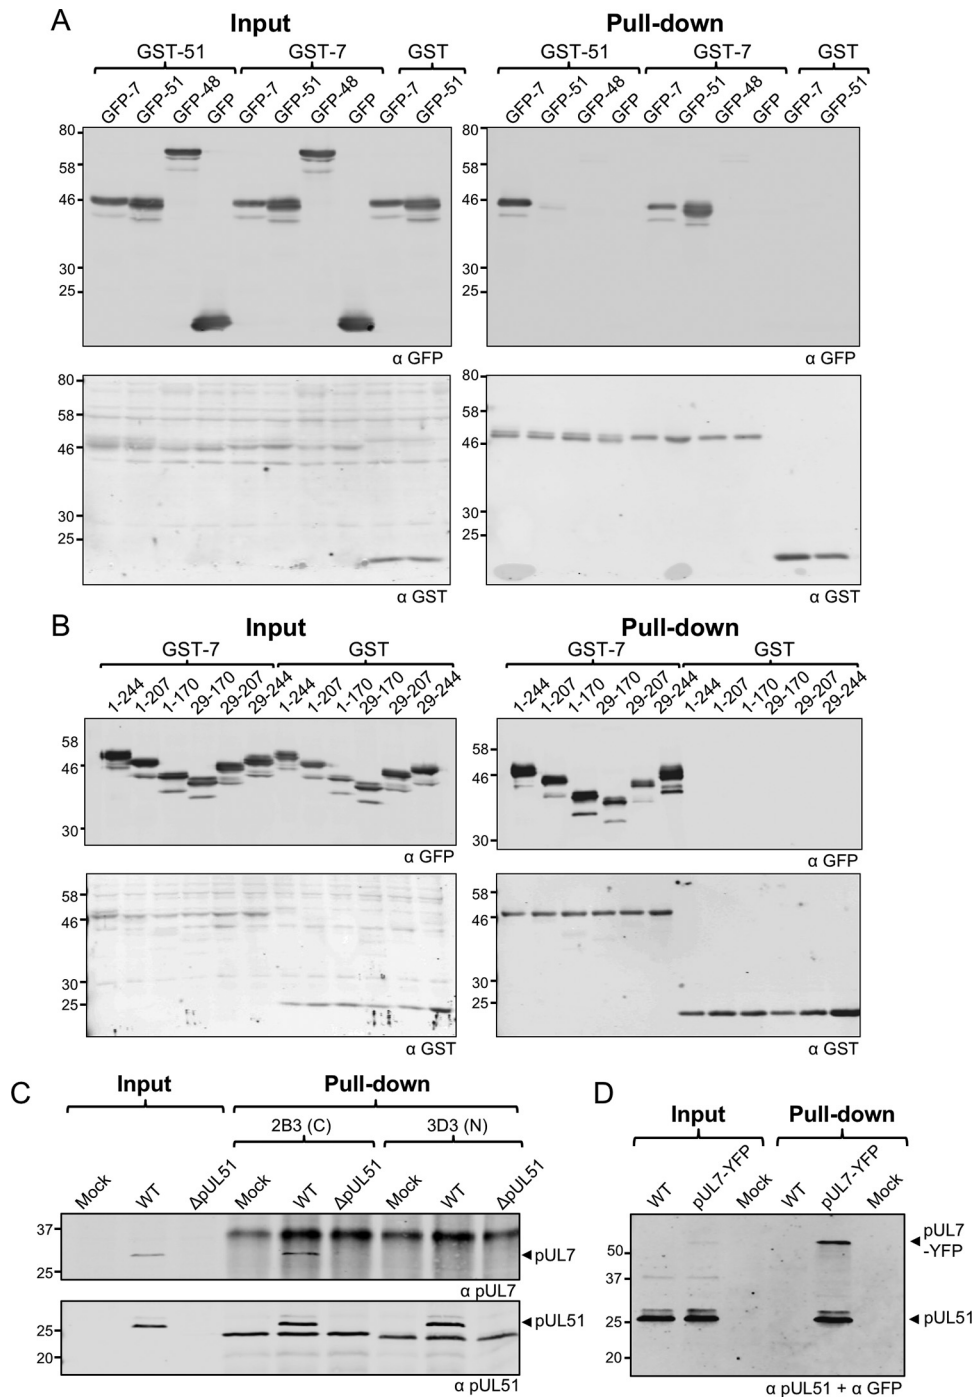 A
Input
Pull-down
GST-51 GST-7 GST
GST-51 GST-7 GST
GFP-7 GFP-51 GFP-48 GFP GFP-7 GFP-51 GFP-48 GFP GFP-7 GFP-51
GFP-7 GFP-51 GFP-48 GFP GFP-7 GFP-51 GFP-48 GFP GFP-7 GFP-51
80
58
46
30
25
α GFP
80
58
46
30
25
α GFP
80
58
46
30
25
α GST
80
58
46
30
25
α GST
B
Input
Pull-down
GST-7 GST
GST-7 GST
1-244 1-207 1-170 29-170 29-207 29-244 1-244 1-207 1-170 29-170 29-207 29-244
1-244 1-207 1-170 29-170 29-207 29-244 1-244 1-207 1-170 29-170 29-207 29-244
58
46
30
α GFP
58
46
30
α GFP
58
46
30
25
α GST
58
46
30
25
α GST
C
Input
Pull-down
2B3 (C) 3D3 (N)
Mock WT ΔpUL51 Mock WT ΔpUL51 Mock WT ΔpUL51
37
25
pUL7
α pUL7
25
20
pUL51
α pUL51
D
Input
Pull-down
WT pUL7-YFP Mock WT pUL7-YFP Mock
50
37
25
20
pUL7
-YFP
pUL51
α pUL51 + α GFP